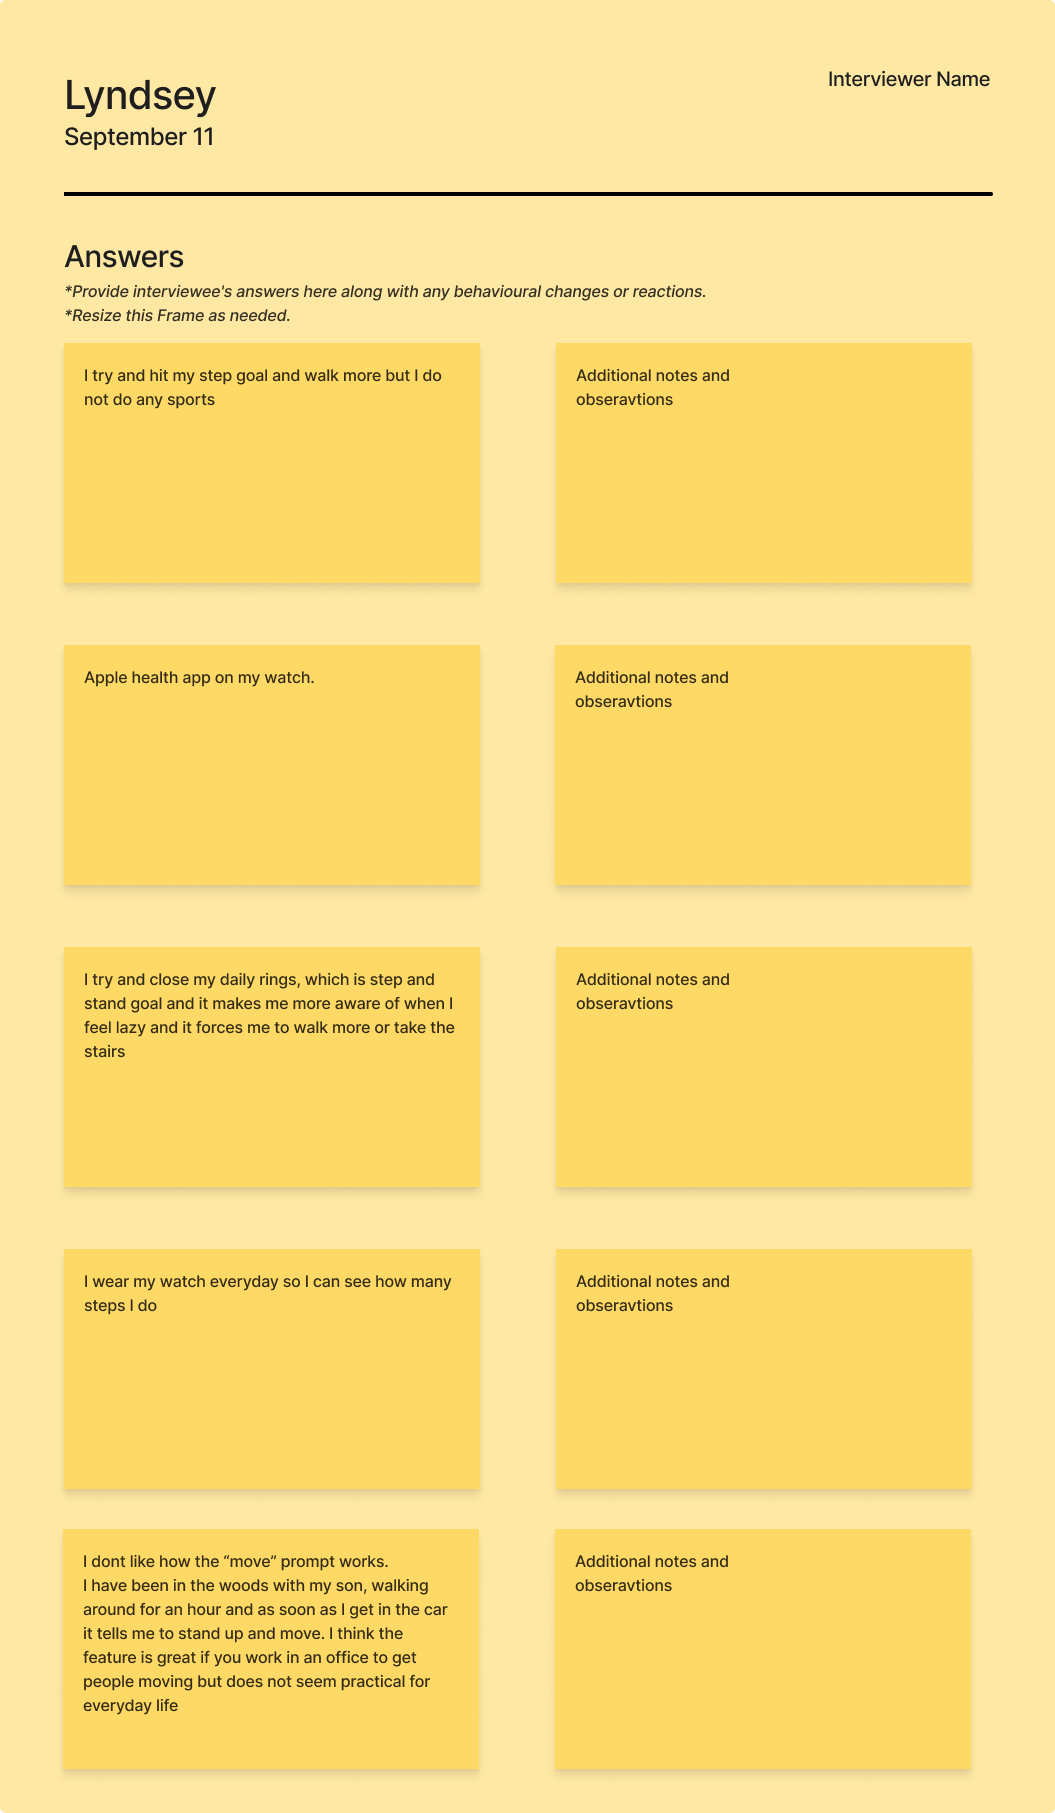 Lyndsey
September 11
Interviewer Name
Answers
*Provide interviewee's answers here along with any behavioural changes or reactions.
*Resize this Frame as needed.
I try and hit my step goal and walk more but I do
not do any sports
Additional notes and
obseravtions
Apple health app on my watch.
Additional notes and
obseravtions
I try and close my daily rings, which is step and
stand goal and it makes me more aware of when I
feel lazy and it forces me to walk more or take the
stairs
Additional notes and
obseravtions
I wear my watch everyday so I can see how many
steps I do
Additional notes and
obseravtions
I dont like how the “move” prompt works.
I have been in the woods with my son, walking
around for an hour and as soon as I get in the car
it tells me to stand up and move. I think the
feature is great if you work in an office to get
people moving but does not seem practical for
everyday life
Additional notes and
obseravtions